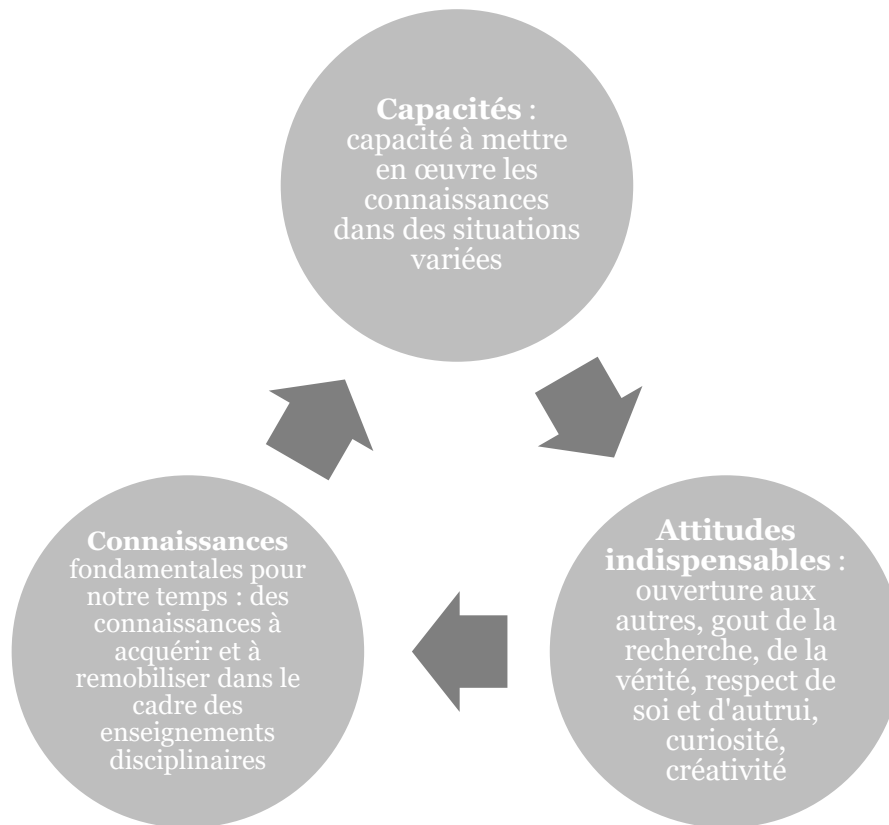 Capacités :
capacité à mettre
en œuvre les
connaissances
dans des situations
variées
Connaissances
fondamentales pour
notre temps : des
connaissances à
acquérir et à
remobiliser dans le
cadre des
enseignements
disciplinaires
Attitudes
indispensables :
ouverture aux
autres, gout de la
recherche, de la
vérité, respect de
soi et d'autrui,
curiosité,
créativité